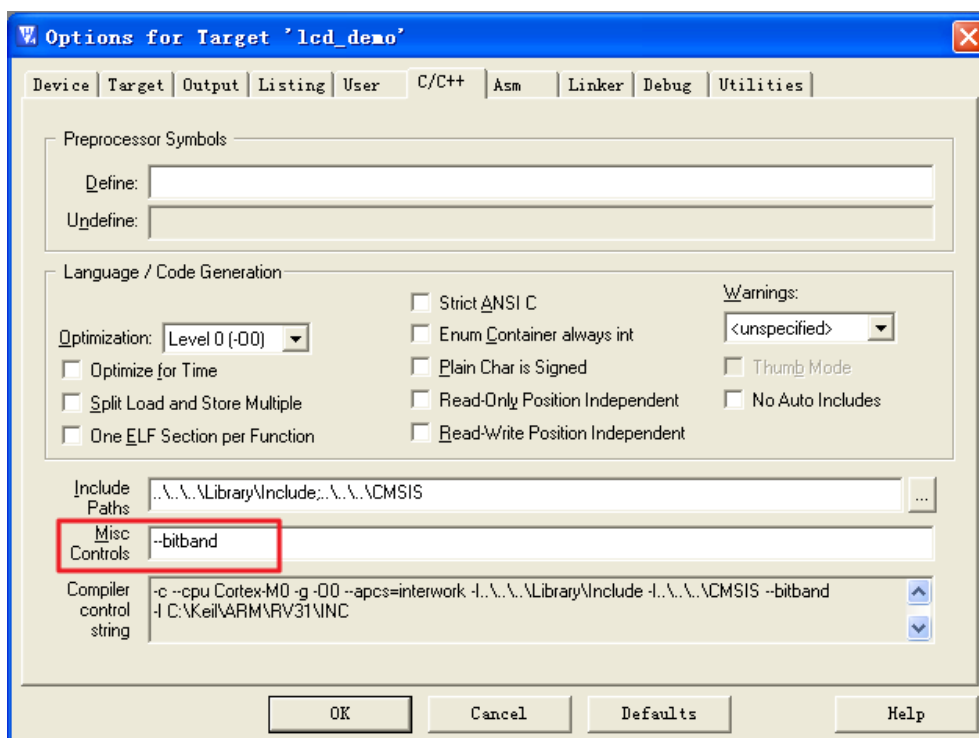 Options for Target 'lcd_demo'
Device Target Output Listing User C/C++ Asm Linker Debug Utilities
Preprocessor Symbols
Define:
Undefine:
Language / Code Generation
Optimization: Level 0 (-O0)
Optimize for Time
Split Load and Store Multiple
One ELF Section per Function
Strict ANSI C
Enum Container always int
Plain Char is Signed
Read-Only Position Independent
Read-Write Position Independent
Warnings:
<unspecified>
Thumb Mode
No Auto Includes
Include Paths ..\..\..\Library\Include;..\..\..\CMSIS ...
Misc Controls --bitband
Compiler control string -c --cpu Cortex-M0 -g -O0 --apcs=interwork -I..\..\..\Library\Include -I..\..\..\CMSIS --bitband
-I C:\Keil\ARM\RV31\INC
OK Cancel Defaults Help